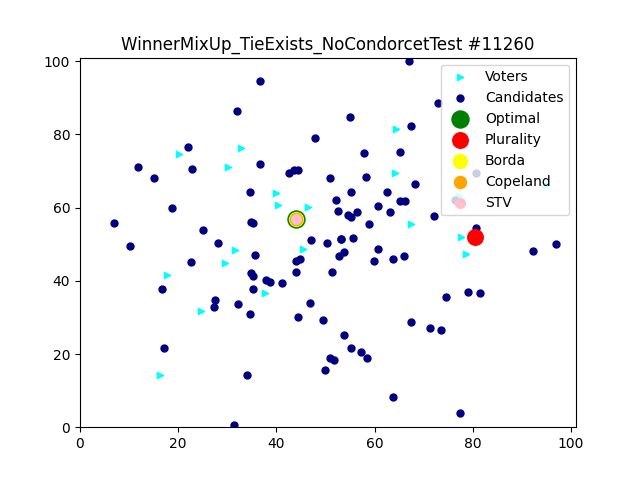 WinnerMixUp_TieExists_NoCondorcetTest #11260
100
80
60
40
20
0
0
20
40
60
80
100
Voters
Candidates
Optimal
Plurality
Borda
Copeland
STV